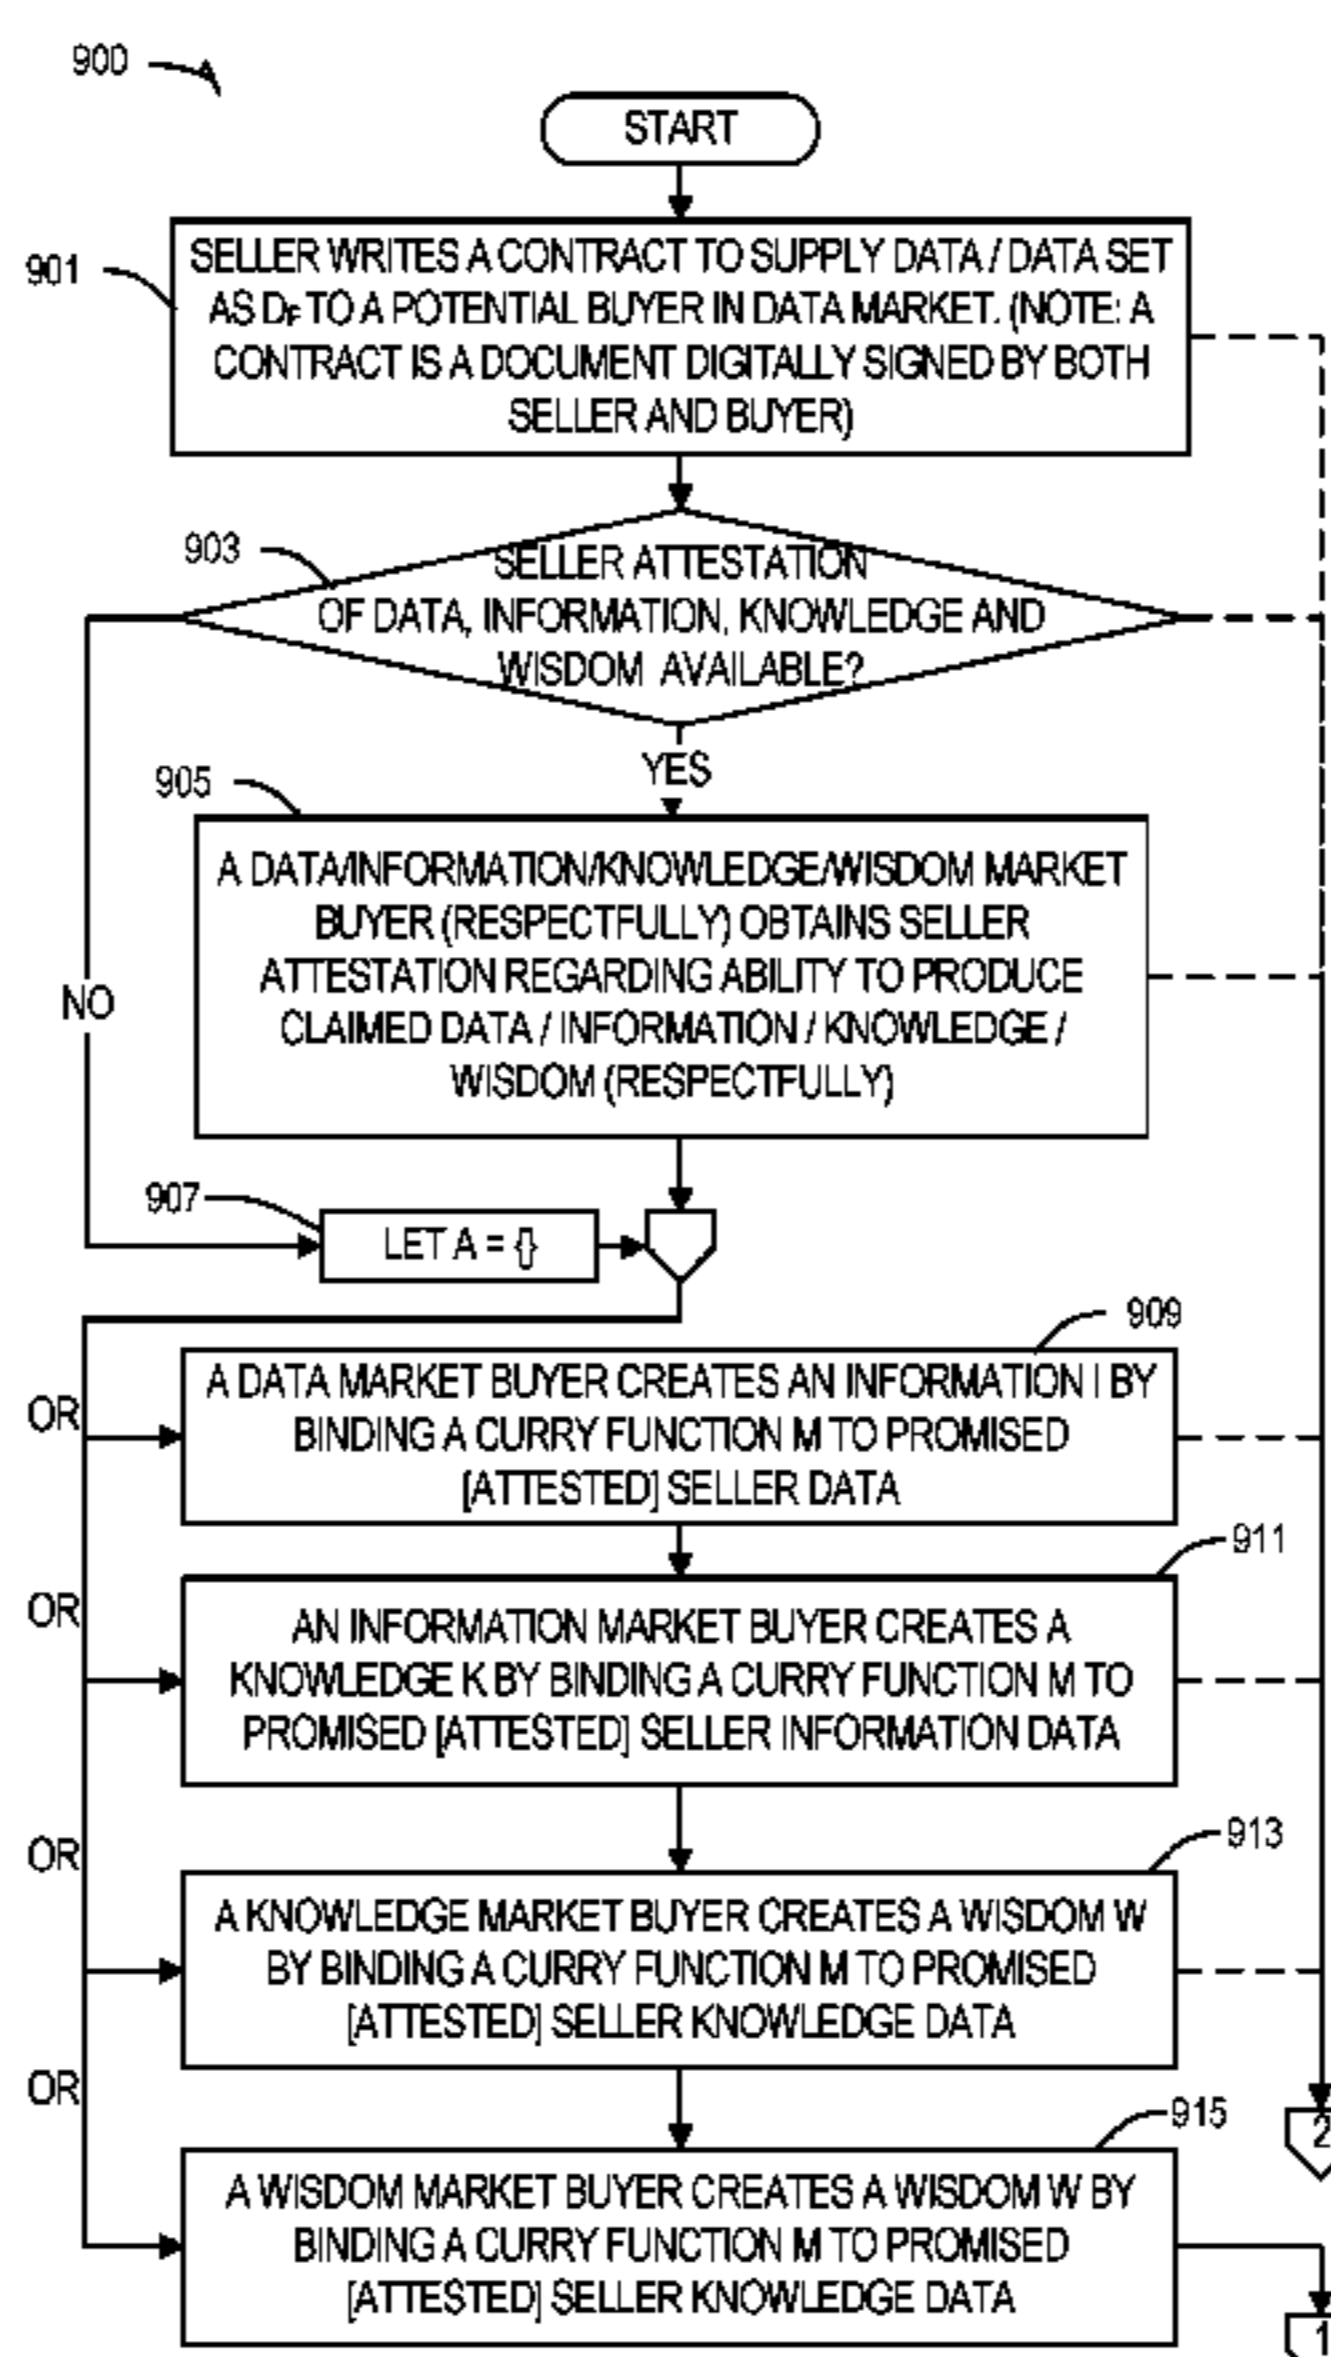 900
START
901
SELLER WRITES A CONTRACT TO SUPPLY DATA / DATA SET
AS DF TO A POTENTIAL BUYER IN DATA MARKET. (NOTE: A
CONTRACT IS A DOCUMENT DIGITALLY SIGNED BY BOTH
SELLER AND BUYER)
903
SELLER ATTESTATION
OF DATA, INFORMATION, KNOWLEDGE AND
WISDOM AVAILABLE?
YES
905
A DATA/INFORMATION/KNOWLEDGE/WISDOM MARKET
BUYER (RESPECTFULLY) OBTAINS SELLER
ATTESTATION REGARDING ABILITY TO PRODUCE
CLAIMED DATA / INFORMATION / KNOWLEDGE /
WISDOM (RESPECTFULLY)
NO
907
LET A = {}
909
OR
A DATA MARKET BUYER CREATES AN INFORMATION I BY
BINDING A CURRY FUNCTION M TO PROMISED
[ATTESTED] SELLER DATA
911
OR
AN INFORMATION MARKET BUYER CREATES A
KNOWLEDGE K BY BINDING A CURRY FUNCTION M TO
PROMISED [ATTESTED] SELLER INFORMATION DATA
913
OR
A KNOWLEDGE MARKET BUYER CREATES A WISDOM W
BY BINDING A CURRY FUNCTION M TO PROMISED
[ATTESTED] SELLER KNOWLEDGE DATA
OR
915
2
A WISDOM MARKET BUYER CREATES A WISDOM W BY
BINDING A CURRY FUNCTION M TO PROMISED
[ATTESTED] SELLER KNOWLEDGE DATA
1